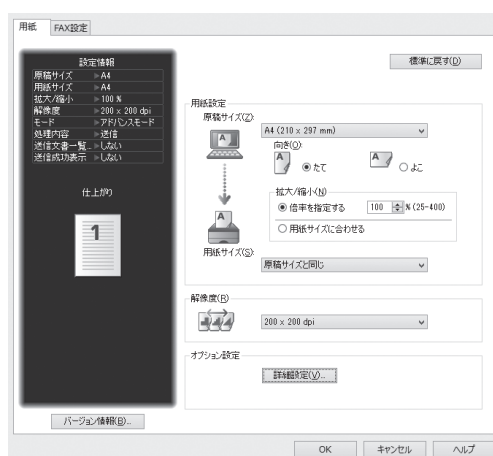 用紙
FAX設定
設定情報
原稿サイズ ▷A4
用紙サイズ ▷A4
拡大/縮小 ▷100 %
解像度 ▷200 x 200 dpi
モード ▷アドバンスモード
処理内容 ▷送信
送信文書一覧... ▷しない
送信成功表示 ▷しない
仕上がり
1
バージョン情報(B)...
標準に戻す(D)
用紙設定
原稿サイズ(Z):
A4 (210 x 297 mm)
向き(O):
A
A たて
A よこ
拡大/縮小(N)
倍率を指定する 100 % (25-400)
用紙サイズに合わせる
A
用紙サイズ(S):
原稿サイズと同じ
解像度(R)
200 x 200 dpi
オプション設定
詳細設定(V)...
OK
キャンセル
ヘルプ